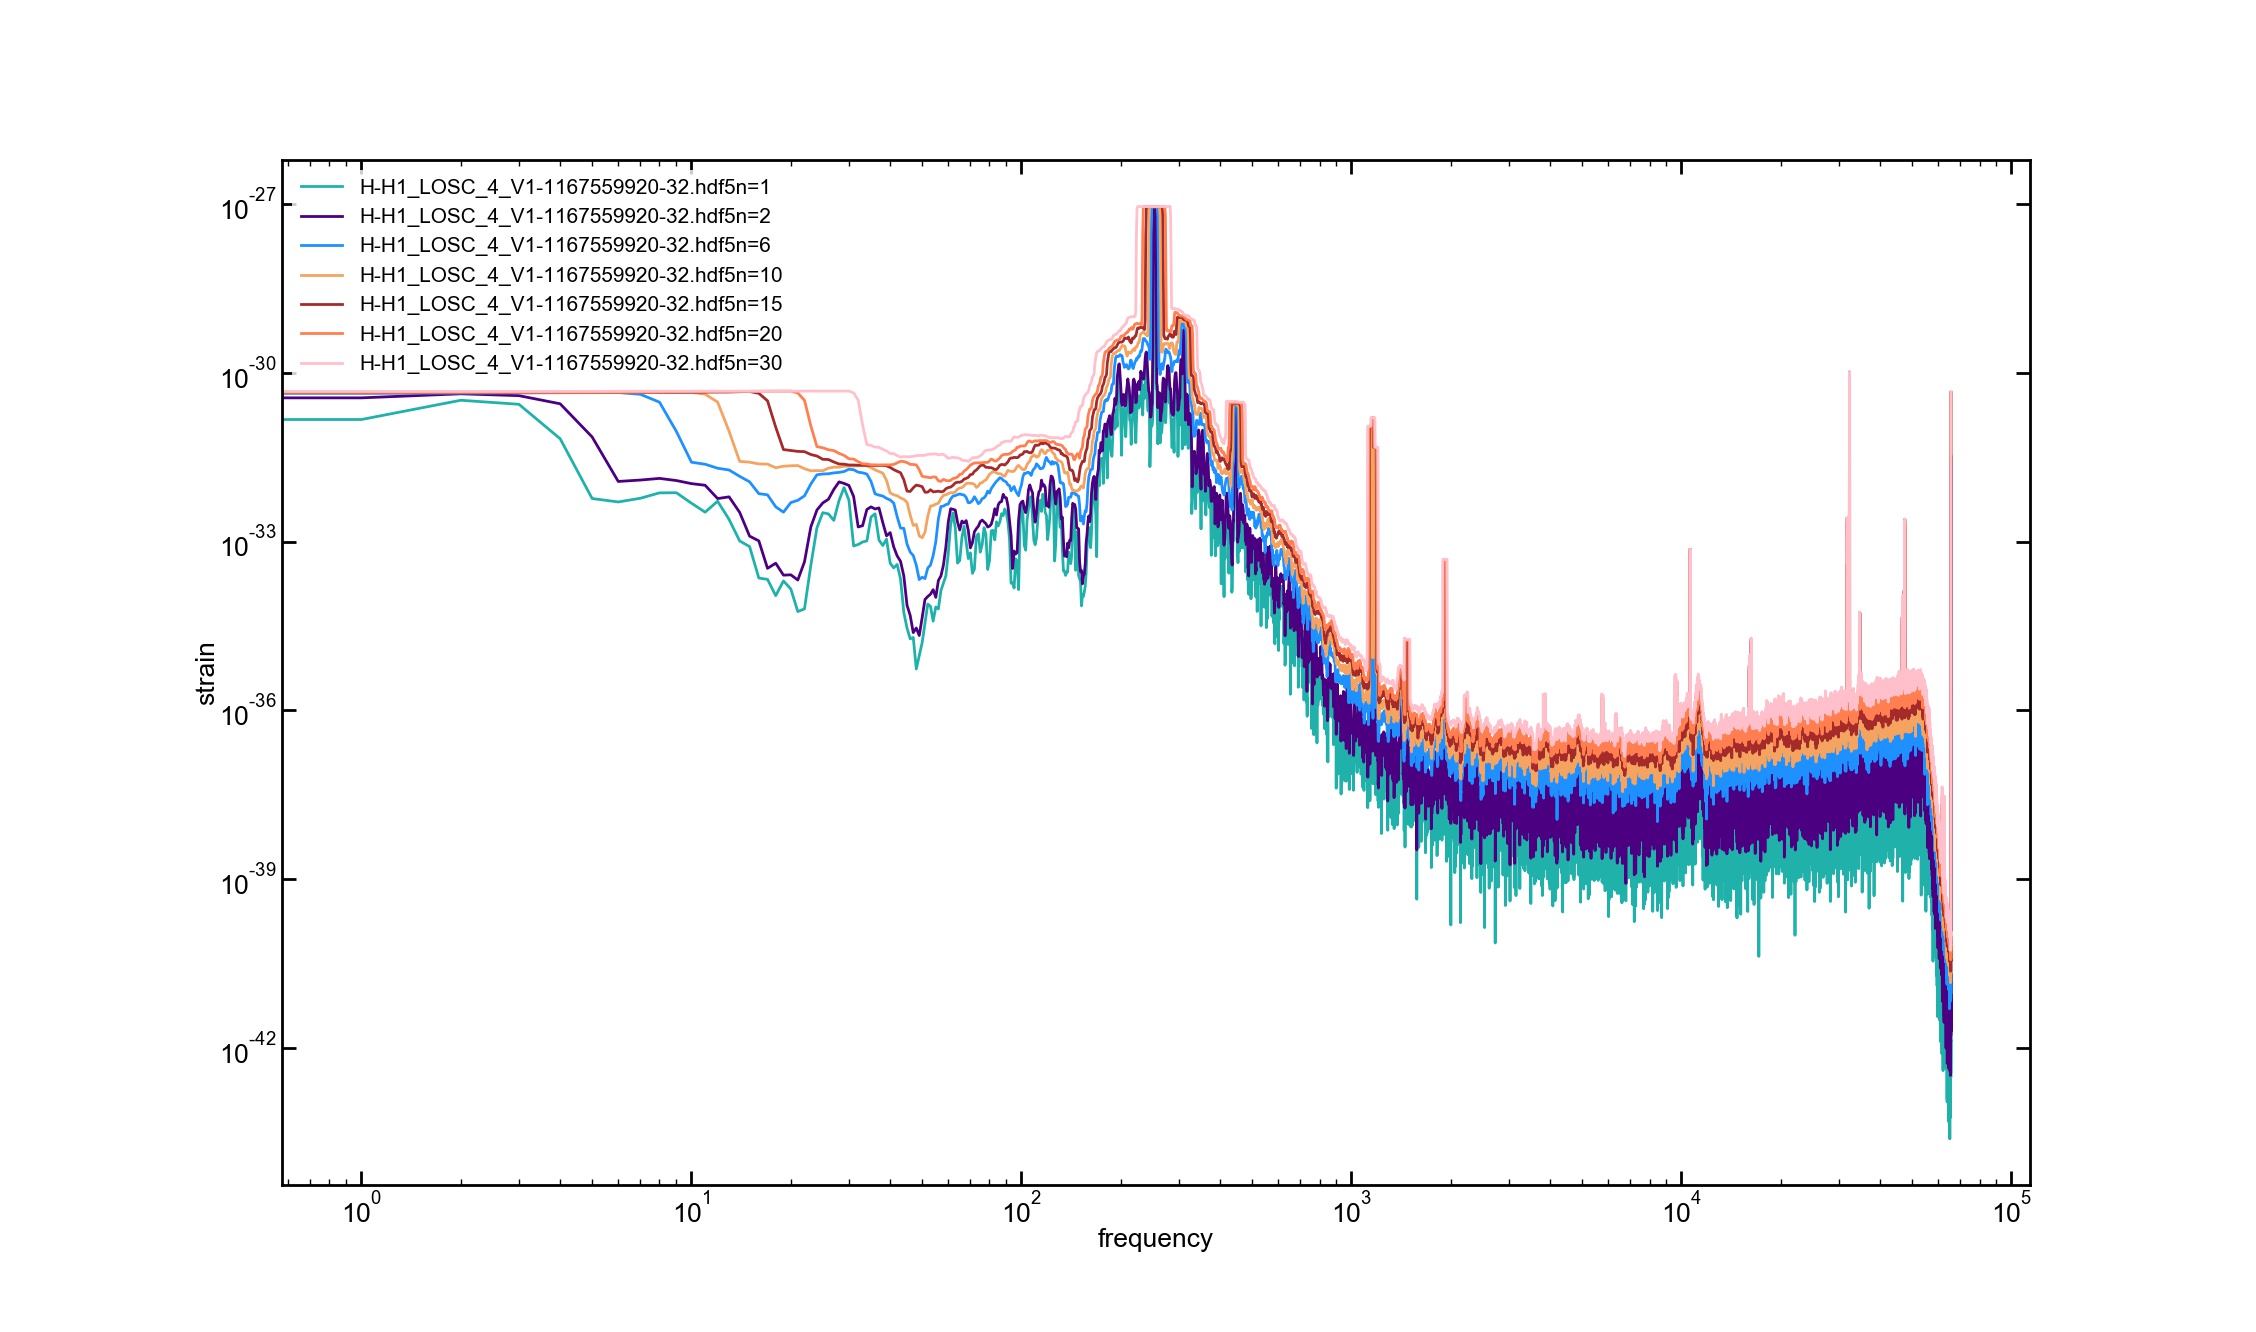 H-H1_LOSC_4_V1-1167559920-32.hdf5n=1
H-H1_LOSC_4_V1-1167559920-32.hdf5n=2
H-H1_LOSC_4_V1-1167559920-32.hdf5n=6
H-H1_LOSC_4_V1-1167559920-32.hdf5n=10
H-H1_LOSC_4_V1-1167559920-32.hdf5n=15
H-H1_LOSC_4_V1-1167559920-32.hdf5n=20
H-H1_LOSC_4_V1-1167559920-32.hdf5n=30
10^-27
10^-30
10^-33
10^-36
10^-39
10^-42
strain
10^0 10^1 10^2 10^3 10^4 10^5
frequency